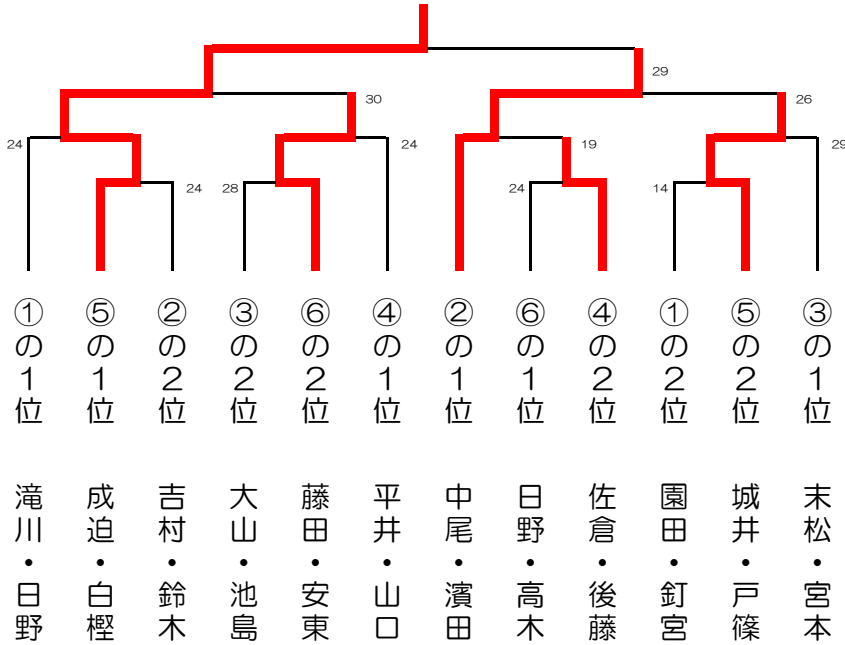 29
30
26
24
24
19
29
24
28
24
14
①の1位
⑤の1位
②の2位
③の2位
⑥の2位
④の1位
②の1位
⑥の1位
④の2位
①の2位
⑤の2位
③の1位
滝川・日野
成迫・白樫
吉村・鈴木
大山・池島
藤田・安東
平井・山口
中尾・濱田
日野・高木
佐倉・後藤
園田・釘宮
城井・戸篠
末松・宮本